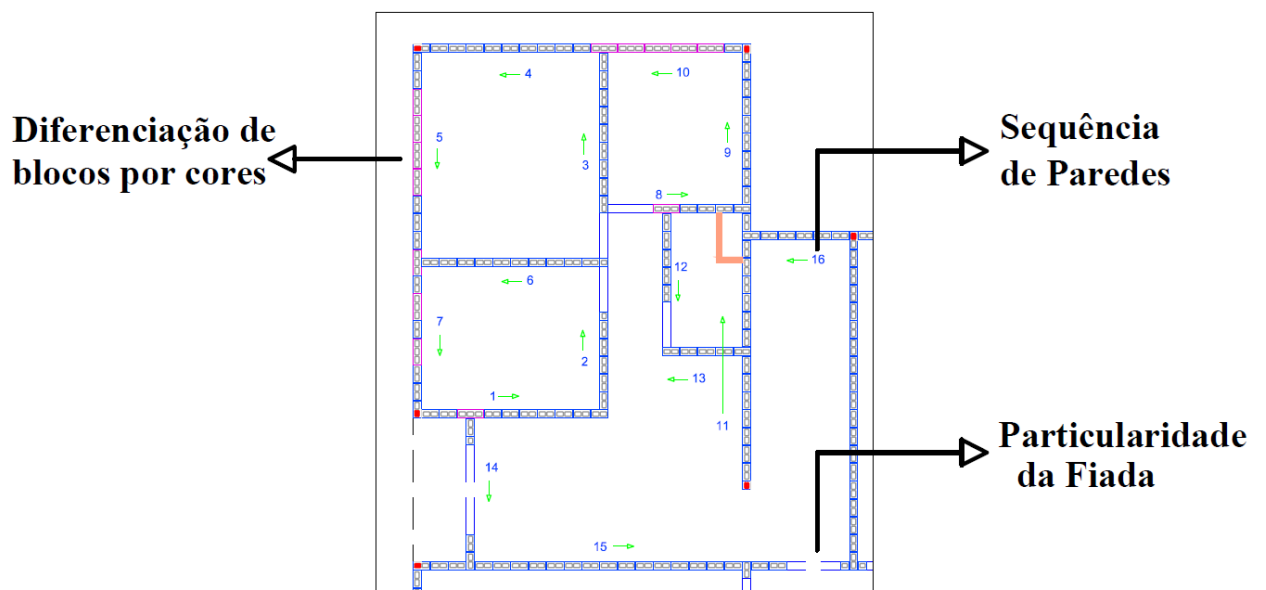 Diferenciação de
blocos por cores
Sequência
de Paredes
Particularidade
da Fiada
4
10
5
3
9
8
12
16
6
7
2
13
1
11
14
15